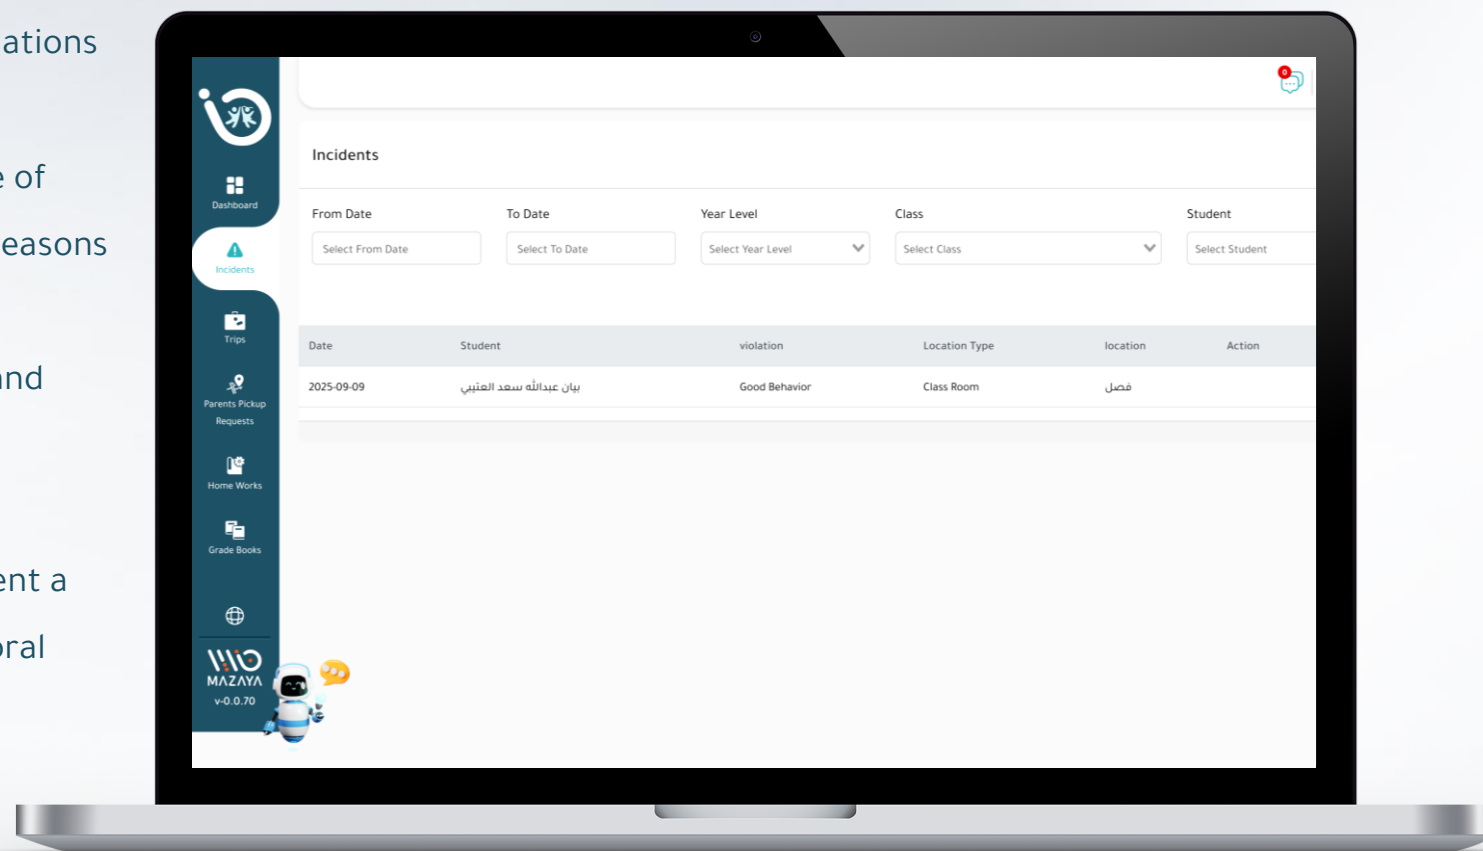 ations
e of
easons
and
ent a
oral
0
Dashboard
Incidents
Trips
Parents Pickup
Requests
Home Works
Grade Books
MAZAYA
v-0.0.70
Incidents
From Date To Date Year Level Class Student
Select From Date Select To Date Select Year Level Select Class Select Student
Date Student violation Location Type location Action
2025-09-09 بيان عبدالله سعد العتيبي Good Behavior Class Room فصل